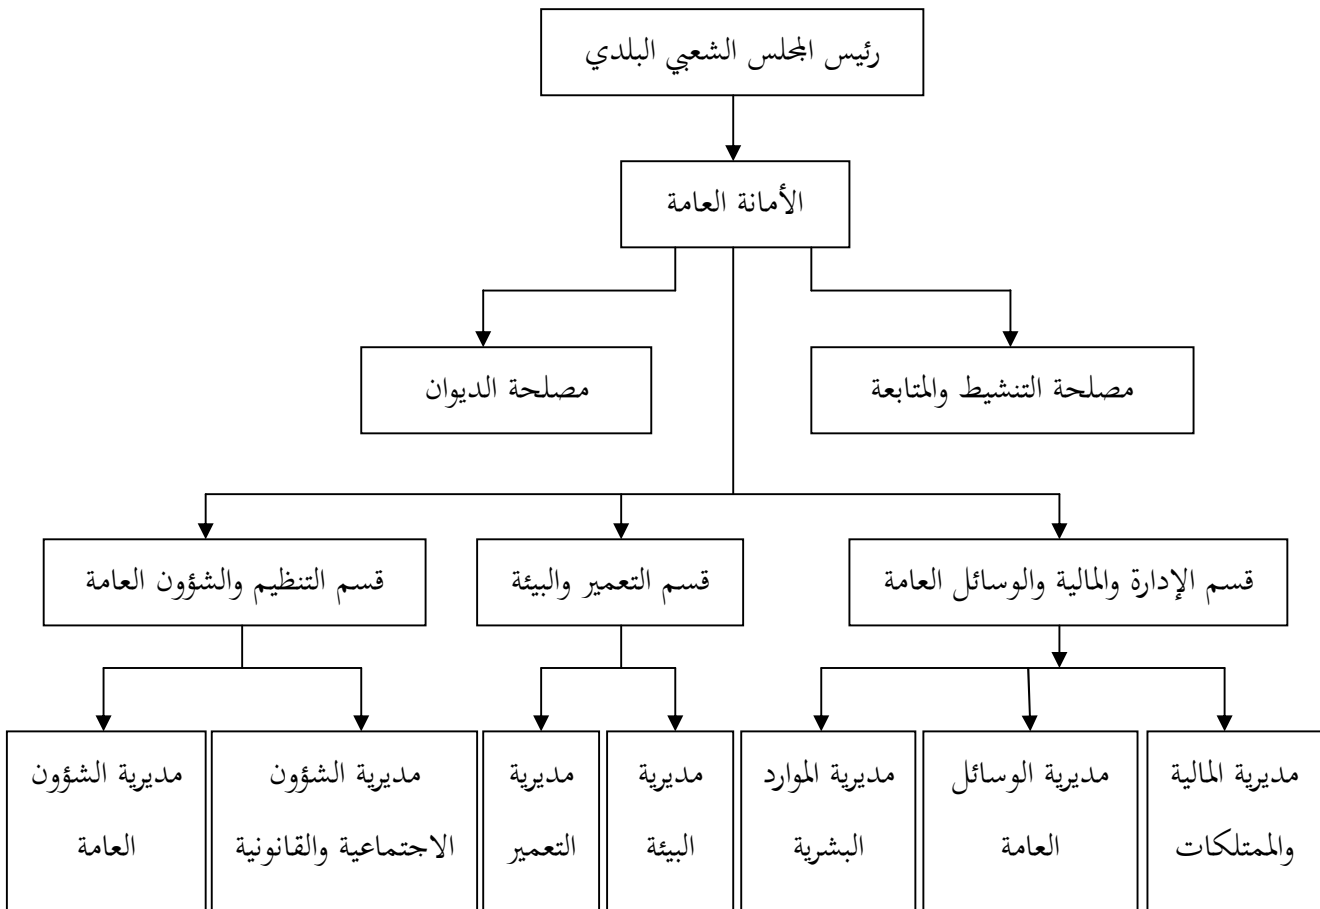 رئيس المجلس الشعبي البلدي
الأمانة العامة
مصلحة التنشيط والمتابعة
مصلحة الديوان
قسم الإدارة والمالية والوسائل العامة
قسم التعمير والبيئة
قسم التنظيم والشؤون العامة
مديرية المالية
والممتلكات
مديرية الوسائل
العامة
مديرية الموارد
البشرية
مديرية
البيئة
مديرية
التعمير
مديرية الشؤون
الاجتماعية والقانونية
مديرية الشؤون
العامة